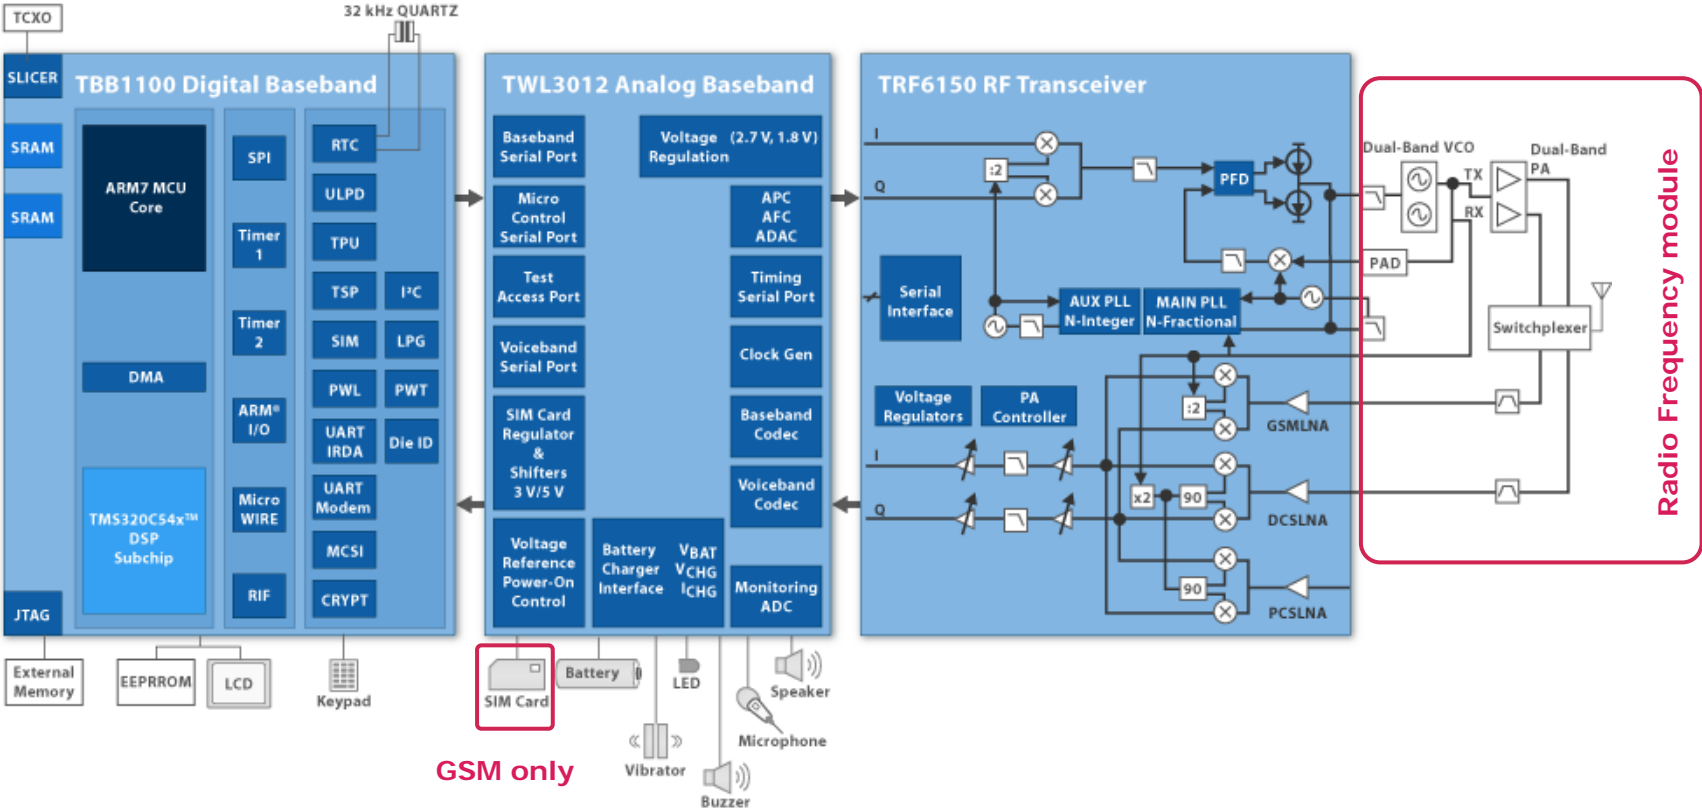 TCXO
32 kHz QUARTZ
SLICER
TBB1100 Digital Baseband
SRAM
SRAM
ARM7 MCU
Core
DMA
TMS320C54x™
DSP
Subchip
SPI
Timer
1
Timer
2
ARM®
I/O
Micro
WIRE
RIF
RTC
ULPD
TPU
TSP
I²C
SIM
LPG
PWL
PWT
UART
IRDA
Die ID
UART
Modem
MCSI
CRYPT
JTAG
External
Memory
EEPRROM
LCD
Keypad
TWL3012 Analog Baseband
Baseband
Serial Port
Voltage (2.7 V, 1.8 V)
Regulation
Micro
Control
Serial Port
APC
AFC
ADAC
Test
Access Port
Timing
Serial Port
Voiceband
Serial Port
Clock Gen
SIM Card
Regulator
&
Shifters
3 V/5 V
Baseband
Codec
Voiceband
Codec
Voltage
Reference
Power-On
Control
Battery
Charger
Interface
VBAT
VCHG
ICHG
Monitoring
ADC
SIM Card
GSM only
Battery
Vibrator
LED
Buzzer
Microphone
Speaker
TRF6150 RF Transceiver
I
Q
:2
PFD
Serial
Interface
AUX PLL
N-Integer
MAIN PLL
N-Fractional
Voltage
Regulators
PA
Controller
:2
GSMLNA
I
Q
x2
90
DCSLNA
90
PCSLNA
Dual-Band VCO
Dual-Band
PA
TX
RX
PAD
Switchplexer
Radio Frequency module